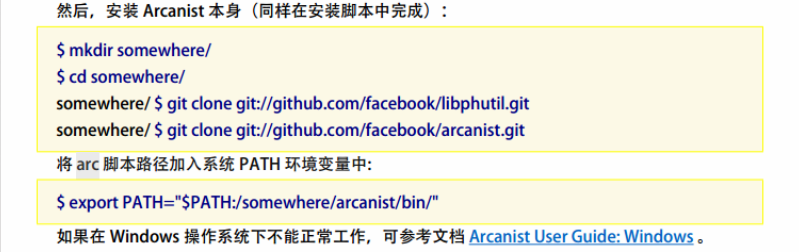 然后，安装 Arcanist 本身（同样在安装脚本中完成）：
$ mkdir somewhere/
$ cd somewhere/
somewhere/ $ git clone git://github.com/facebook/libphutil.git
somewhere/ $ git clone git://github.com/facebook/arcanist.git
将 arc 脚本路径加入系统 PATH 环境变量中:
$ export PATH="$PATH:/somewhere/arcanist/bin/"
如果在 Windows 操作系统下不能正常工作，可参考文档 Arcanist User Guide: Windows 。